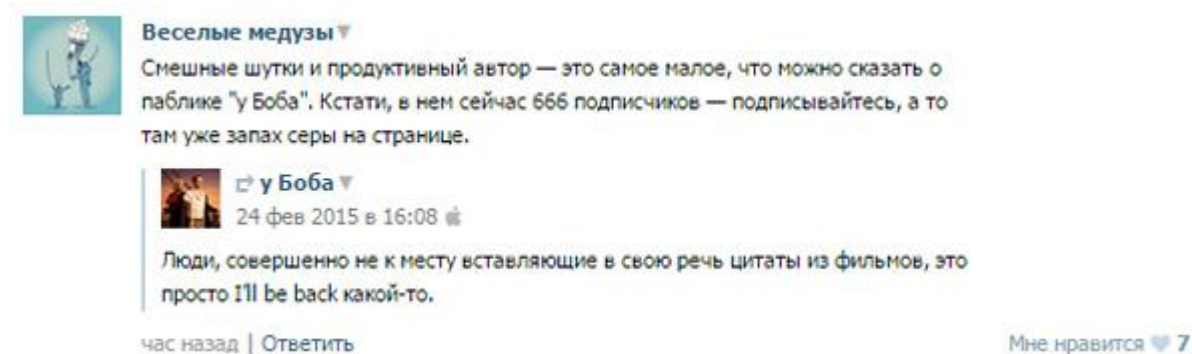 Веселые медузы
Смешные шутки и продуктивный автор — это самое малое, что можно сказать о
паблике "у Боба". Кстати, в нем сейчас 666 подписчиков — подписывайтесь, а то
там уже запах серы на странице.
у Боба
24 фев 2015 в 16:08
Люди, совершенно не к месту вставляющие в свою речь цитаты из фильмов, это
просто I'll be back какой-то.
час назад | Ответить
Мне нравится 7